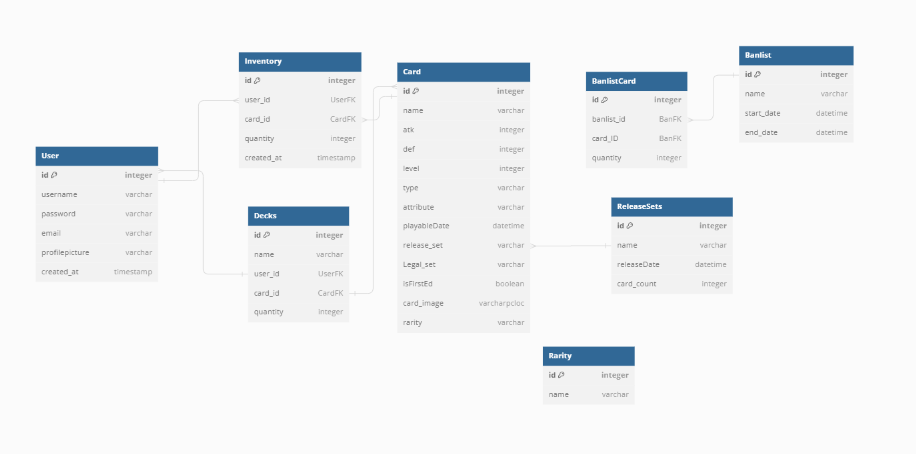 User
id integer
username varchar
password varchar
email varchar
profilepicture varchar
created_at timestamp
Inventory
id integer
user_id UserFK
card_id CardFK
quantity integer
created_at timestamp
Decks
id integer
name varchar
user_id UserFK
card_id CardFK
quantity integer
Card
id integer
name varchar
atk integer
def integer
level integer
type varchar
attribute varchar
playableDate datetime
release_set varchar
Legal_set varchar
isFirstEd boolean
card_image varcharpcloc
rarity varchar
BanlistCard
id integer
banlist_id BanFK
card_ID BanFK
quantity integer
Banlist
id integer
name varchar
start_date datetime
end_date datetime
ReleaseSets
id integer
name varchar
releaseDate datetime
card_count integer
Rarity
id integer
name varchar